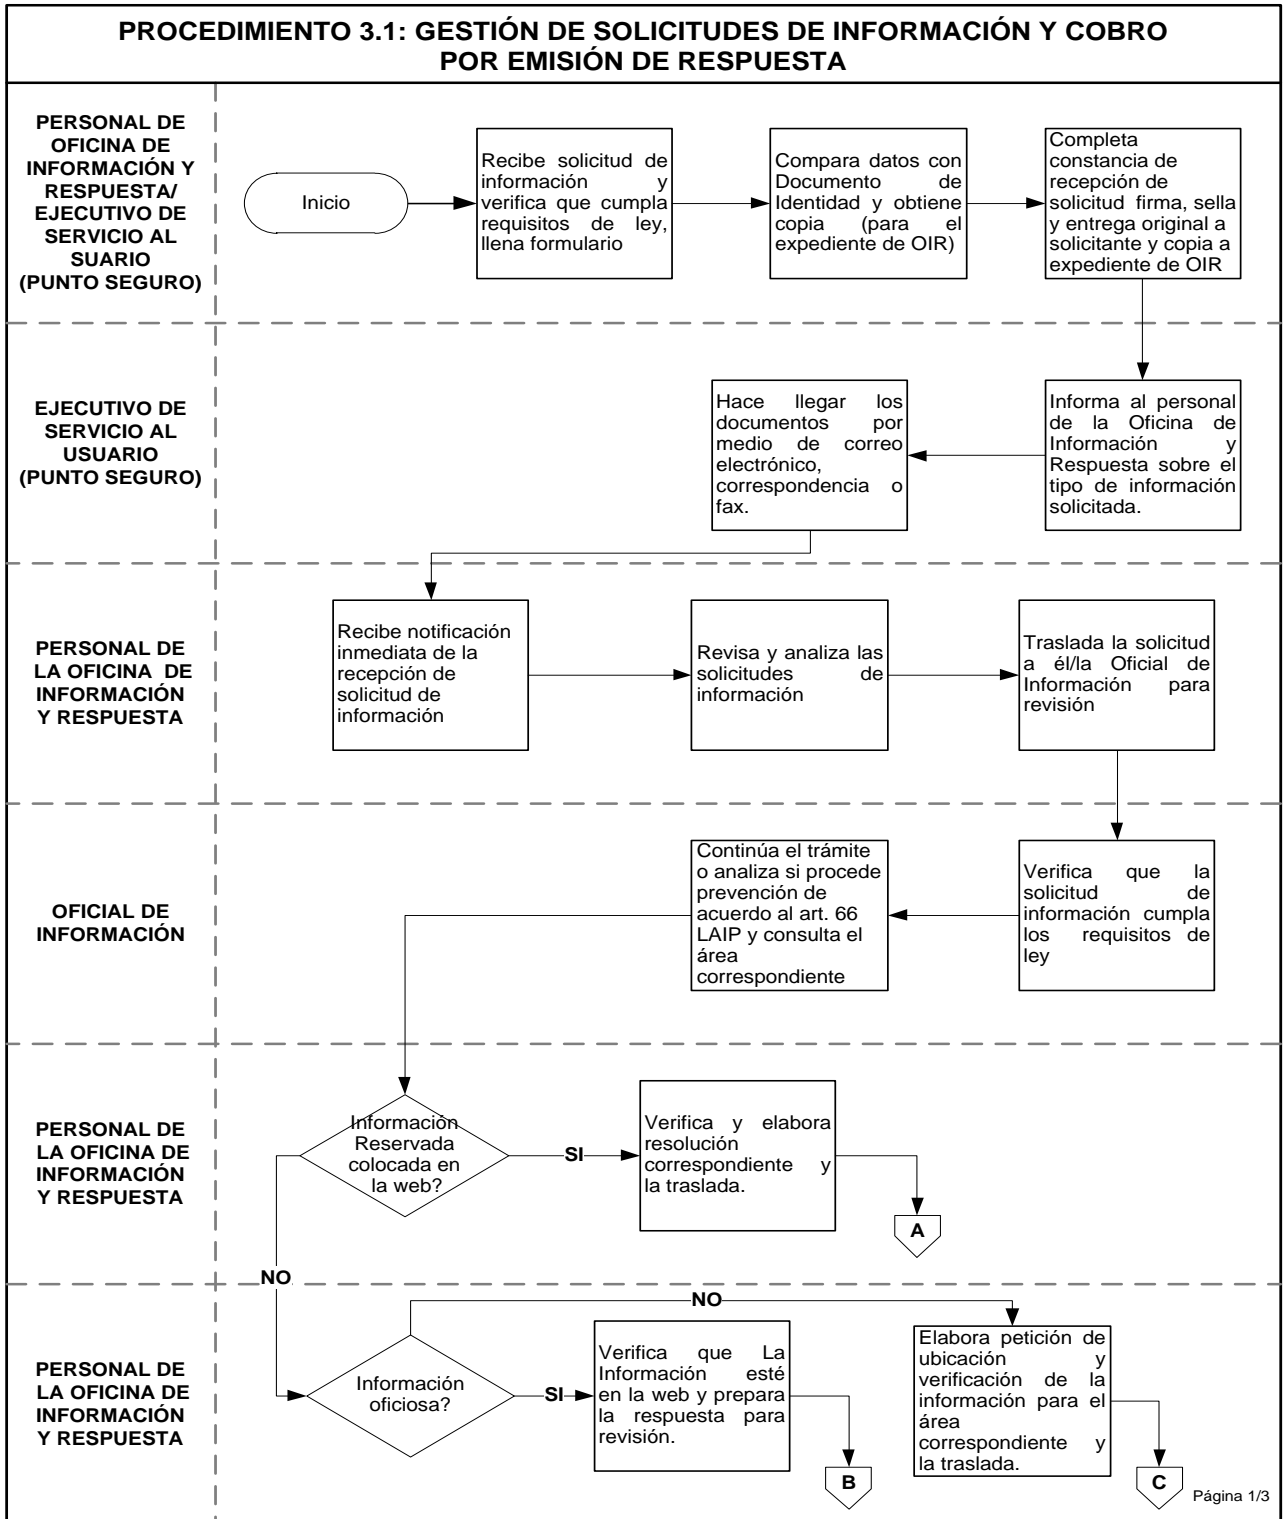 PROCEDIMIENTO 3.1: GESTIÓN DE SOLICITUDES DE INFORMACIÓN Y COBRO
POR EMISIÓN DE RESPUESTA
PERSONAL DE
OFICINA DE
INFORMACIÓN Y
RESPUESTA/
EJECUTIVO DE
SERVICIO AL
SUARIO
(PUNTO SEGURO)
Inicio
Recibe solicitud de
información y
verifica que cumpla
requisitos de ley,
llena formulario
Compara datos con
Documento de
Identidad y obtiene
copia (para el
expediente de OIR)
Completa
constancia de
recepción de
solicitud firma, sella
y entrega original a
solicitante y copia a
expediente de OIR
EJECUTIVO DE
SERVICIO AL
USUARIO
(PUNTO SEGURO)
Hace llegar los
documentos por
medio de correo
electrónico,
correspondencia o
fax.
Informa al personal
de la Oficina de
Información y
Respuesta sobre el
tipo de información
solicitada.
PERSONAL DE
LA OFICINA DE
INFORMACIÓN
Y RESPUESTA
Recibe notificación
inmediata de la
recepción de
solicitud de
información
Revisa y analiza las
solicitudes de
información
Traslada la solicitud
a él/la Oficial de
Información para
revisión
OFICIAL DE
INFORMACIÓN
Continúa el trámite
o analiza si procede
prevención de
acuerdo al art. 66
LAIP y consulta el
área
correspondiente
Verifica que la
solicitud de
información cumpla
los requisitos de
ley
PERSONAL DE
LA OFICINA DE
INFORMACIÓN
Y RESPUESTA
Información
Reservada
colocada en
la web?
SI
Verifica y elabora
resolución
correspondiente y
la traslada.
A
NO
PERSONAL DE
LA OFICINA DE
INFORMACIÓN
Y RESPUESTA
Información
oficiosa?
SI
Verifica que La
Información esté
en la web y prepara
la respuesta para
revisión.
B
NO
Elabora petición de
ubicación y
verificación de la
información para el
área
correspondiente y
la traslada.
C
Página 1/3